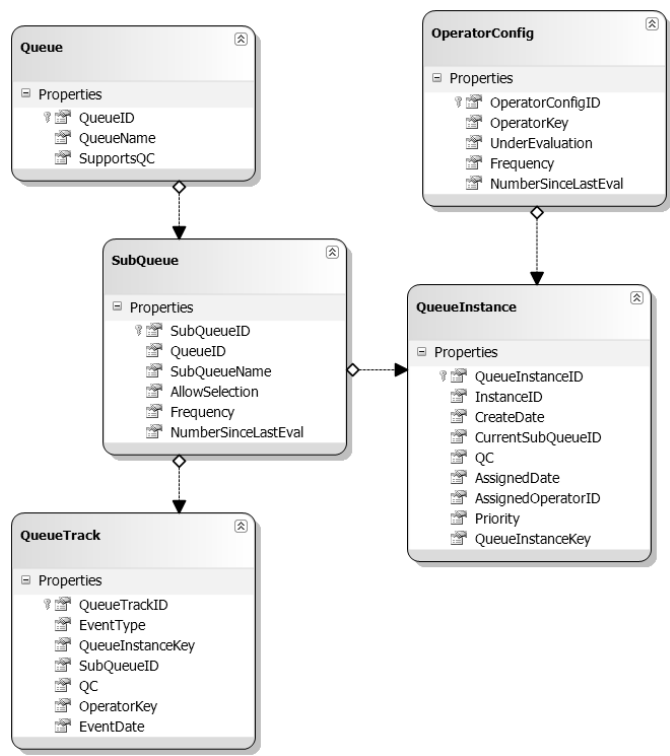 Queue
Properties
QueueID
QueueName
SupportsQC
OperatorConfig
Properties
OperatorConfigID
OperatorKey
UnderEvaluation
Frequency
NumberSinceLastEval
SubQueue
Properties
SubQueueID
QueueID
SubQueueName
AllowSelection
Frequency
NumberSinceLastEval
QueueInstance
Properties
QueueInstanceID
InstanceID
CreateDate
CurrentSubQueueID
QC
AssignedDate
AssignedOperatorID
Priority
QueueInstanceKey
QueueTrack
Properties
QueueTrackID
EventType
QueueInstanceKey
SubQueueID
QC
OperatorKey
EventDate